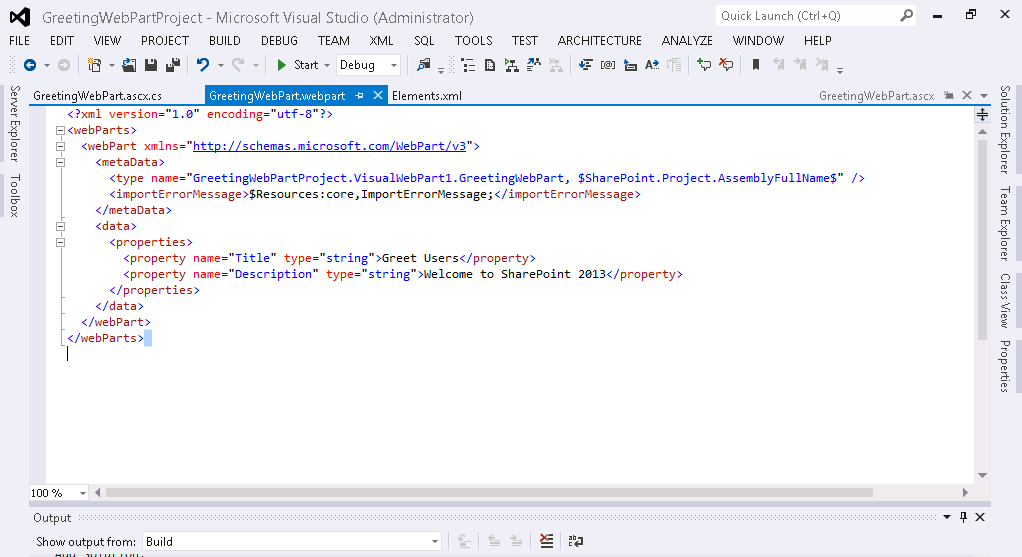 GreetingWebPartProject - Microsoft Visual Studio (Administrator)
Quick Launch (Ctrl+Q)
FILE EDIT VIEW PROJECT BUILD DEBUG TEAM XML SQL TOOLS TEST ARCHITECTURE ANALYZE WINDOW HELP
Start Debug
GreetingWebPart.ascx.cs GreetingWebPart.webpart Elements.xml GreetingWebPart.ascx
Server Explorer
Toolbox
<?xml version="1.0" encoding="utf-8"?>
<webParts>
<webPart xmlns="http://schemas.microsoft.com/WebPart/v3">
<metaData>
<type name="GreetingWebPartProject.VisualWebPart1.GreetingWebPart, $SharePoint.Project.AssemblyFullName$" />
<importErrorMessage>$Resources:core,ImportErrorMessage;</importErrorMessage>
</metaData>
<data>
<properties>
<property name="Title" type="string">Greet Users</property>
<property name="Description" type="string">Welcome to SharePoint 2013</property>
</properties>
</data>
</webPart>
</webParts>
Solution Explorer
Team Explorer
Class View
Properties
100 %
Output
Show output from: Build